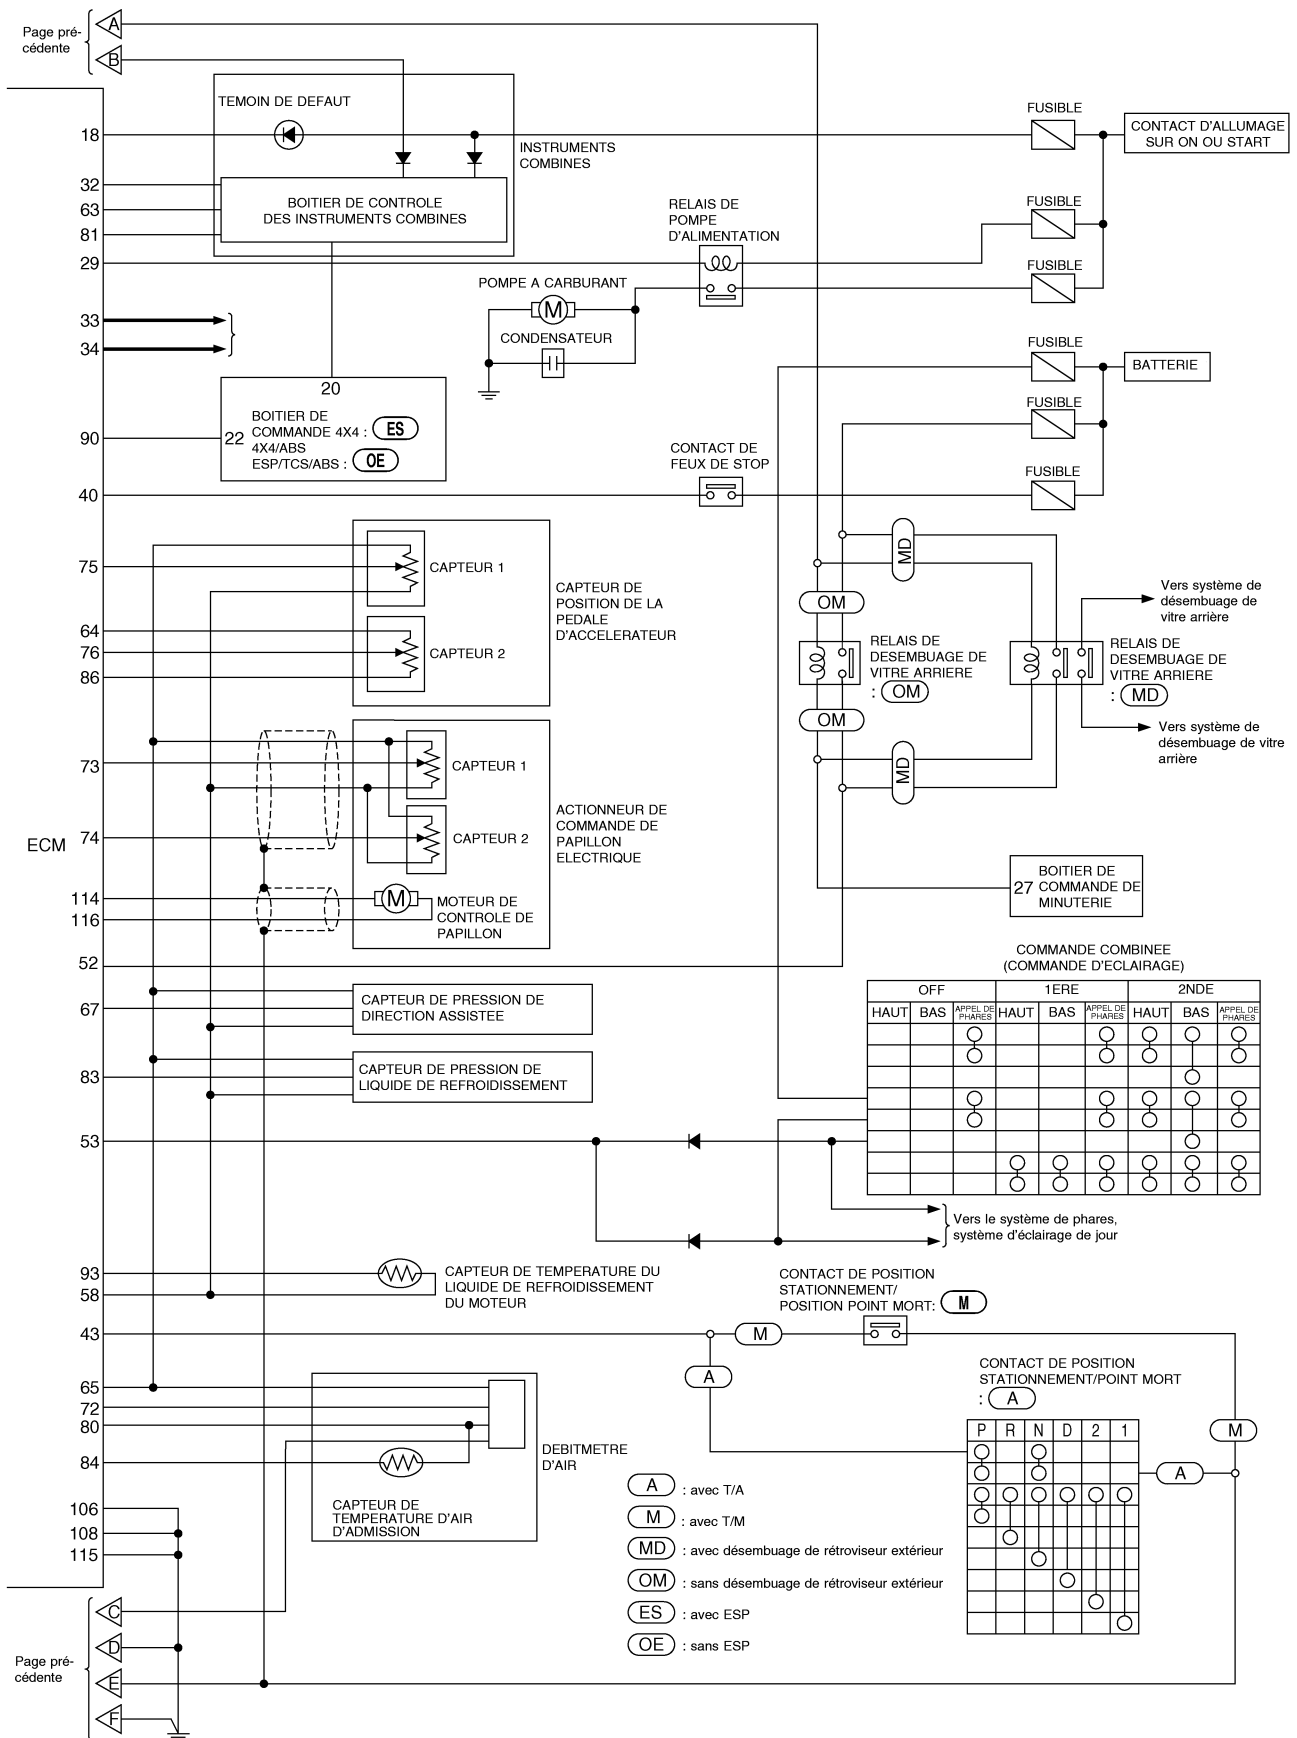 Page pré-
cédente
A
B
TEMOIN DE DEFAUT
INSTRUMENTS
COMBINES
BOITIER DE CONTROLE
DES INSTRUMENTS COMBINES
FUSIBLE
CONTACT D'ALLUMAGE
SUR ON OU START
FUSIBLE
FUSIBLE
RELAIS DE
POMPE
D'ALIMENTATION
POMPE A CARBURANT
M
CONDENSATEUR
18
32
63
81
29
33
34
90
40
20
22
BOITIER DE
COMMANDE 4X4 : ES
4X4/ABS
ESP/TCS/ABS : OE
FUSIBLE
BATTERIE
FUSIBLE
FUSIBLE
CONTACT DE
FEUX DE STOP
75
64
76
86
CAPTEUR 1
CAPTEUR 2
CAPTEUR DE
POSITION DE LA
PEDALE
D'ACCELERATEUR
MD
OM
RELAIS DE
DESEMBUAGE DE
VITRE ARRIERE
: OM
OM
MD
Vers système de
désembuage de
vitre arrière
RELAIS DE
DESEMBUAGE DE
VITRE ARRIERE
: MD
Vers système de
désembuage de vitre
arrière
73
ECM
74
114
116
52
CAPTEUR 1
CAPTEUR 2
M
MOTEUR DE
CONTROLE DE
PAPILLON
ACTIONNEUR DE
COMMANDE DE
PAPILLON
ELECTRIQUE
27
BOITIER DE
COMMANDE DE
MINUTERIE
67
CAPTEUR DE PRESSION DE
DIRECTION ASSISTEE
83
CAPTEUR DE PRESSION DE
LIQUIDE DE REFROIDISSEMENT
53
COMMANDE COMBINEE
(COMMANDE D'ECLAIRAGE)
OFF 1ERE 2NDE
HAUT BAS APPEL DE PHARES HAUT BAS APPEL DE PHARES HAUT BAS APPEL DE PHARES
Vers le système de phares,
système d'éclairage de jour
93
58
CAPTEUR DE TEMPERATURE DU
LIQUIDE DE REFROIDISSEMENT
DU MOTEUR
CONTACT DE POSITION
STATIONNEMENT/
POSITION POINT MORT: M
43
M
A
CONTACT DE POSITION
STATIONNEMENT/POINT MORT
: A
P R N D 2 1
M
A
65
72
80
84
DEBITMETRE
D'AIR
CAPTEUR DE
TEMPERATURE D'AIR
D'ADMISSION
106
108
115
A : avec T/A
M : avec T/M
MD : avec désembuage de rétroviseur extérieur
OM : sans désembuage de rétroviseur extérieur
ES : avec ESP
OE : sans ESP
Page pré-
cédente
C
D
E
F